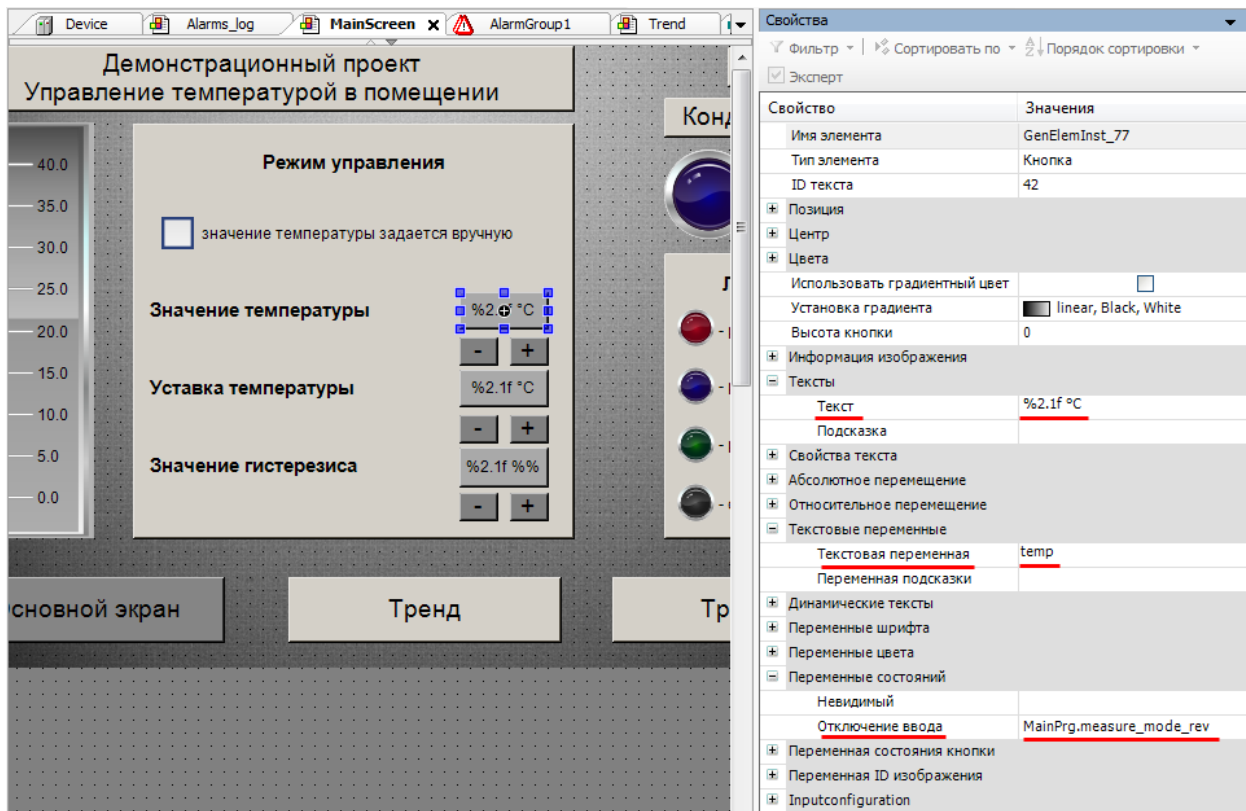 Device
Alarms_log
MainScreen
AlarmGroup1
Trend
Демонстрационный проект
Управление температурой в помещении
40.0
35.0
30.0
25.0
20.0
15.0
10.0
5.0
0.0
Режим управления
значение температуры задается вручную
Значение температуры
°C
- +
Уставка температуры
%2.1f °C
- +
Значение гистерезиса
%2.1f %%
- +
Конд
экран
Тренд
Тр
Свойства
Фильтр Сортировать по Порядок сортировки
Эксперт
Свойство Значения
Имя элемента GenElemInst_77
Тип элемента Кнопка
ID текста 42
Позиция
Центр
Цвета
Использовать градиентный цвет
Установка градиента linear, Black, White
Высота кнопки 0
Информация изображения
Тексты
Текст %2.1f °C
Подсказка
Свойства текста
Абсолютное перемещение
Относительное перемещение
Текстовые переменные
Текстовая переменная temp
Переменная подсказки
Динамические тексты
Переменные шрифта
Переменные цвета
Переменные состояний
Невидимый
Отключение ввода MainPrg.measure_mode_rev
Переменная состояния кнопки
Переменная ID изображения
Inputconfiguration